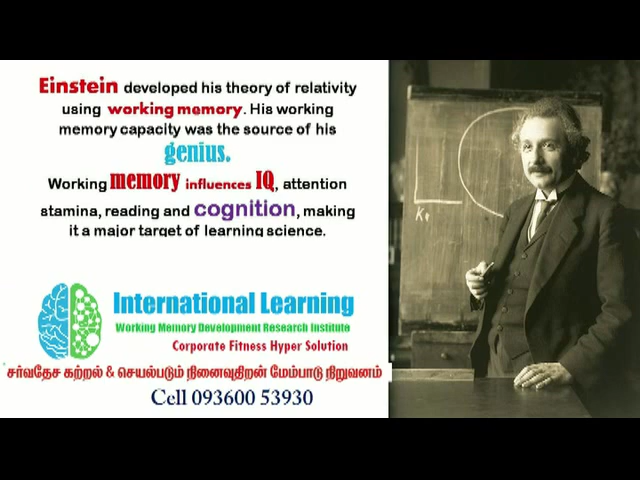 Einstein developed his theory of relativity
using working memory. His working
memory capacity was the source of his
genius.
Working memory influences IQ, attention
stamina, reading and cognition, making
it a major target of learning science.
International Learning
Working Memory Development Research Institute
Corporate Fitness Hyper Solution
சர்வதேச கற்றல் & செயல்படும் நினைவுதிறன் மேம்பாடு நிறுவனம்
Cell 093600 53930